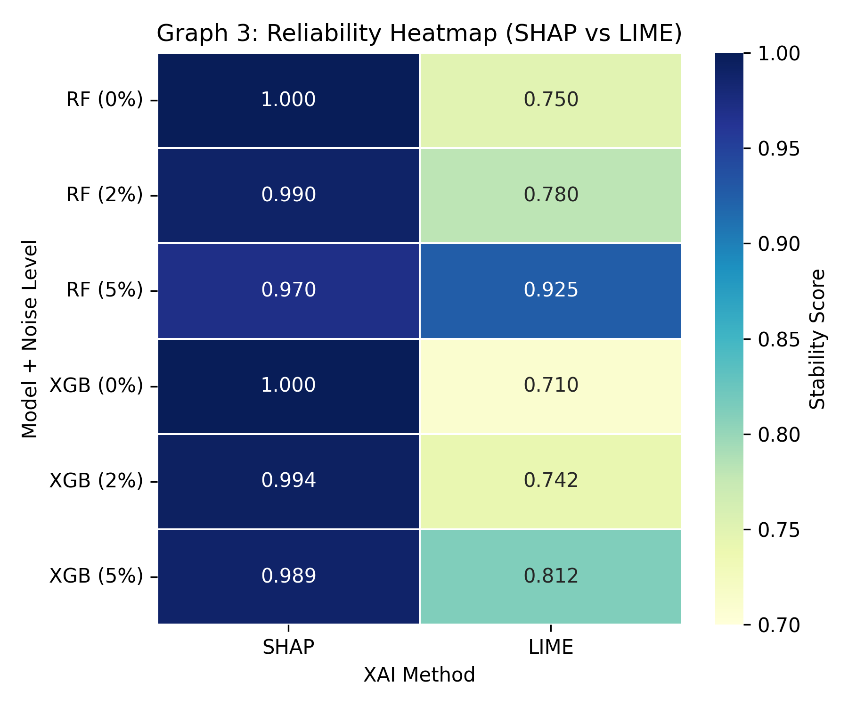 Graph 3: Reliability Heatmap (SHAP vs LIME)
Model + Noise Level
RF (0%)
1.000
0.750
RF (2%)
0.990
0.780
RF (5%)
0.970
0.925
XGB (0%)
1.000
0.710
XGB (2%)
0.994
0.742
XGB (5%)
0.989
0.812
SHAP
LIME
XAI Method
1.00
0.95
0.90
0.85
0.80
0.75
0.70
Stability Score